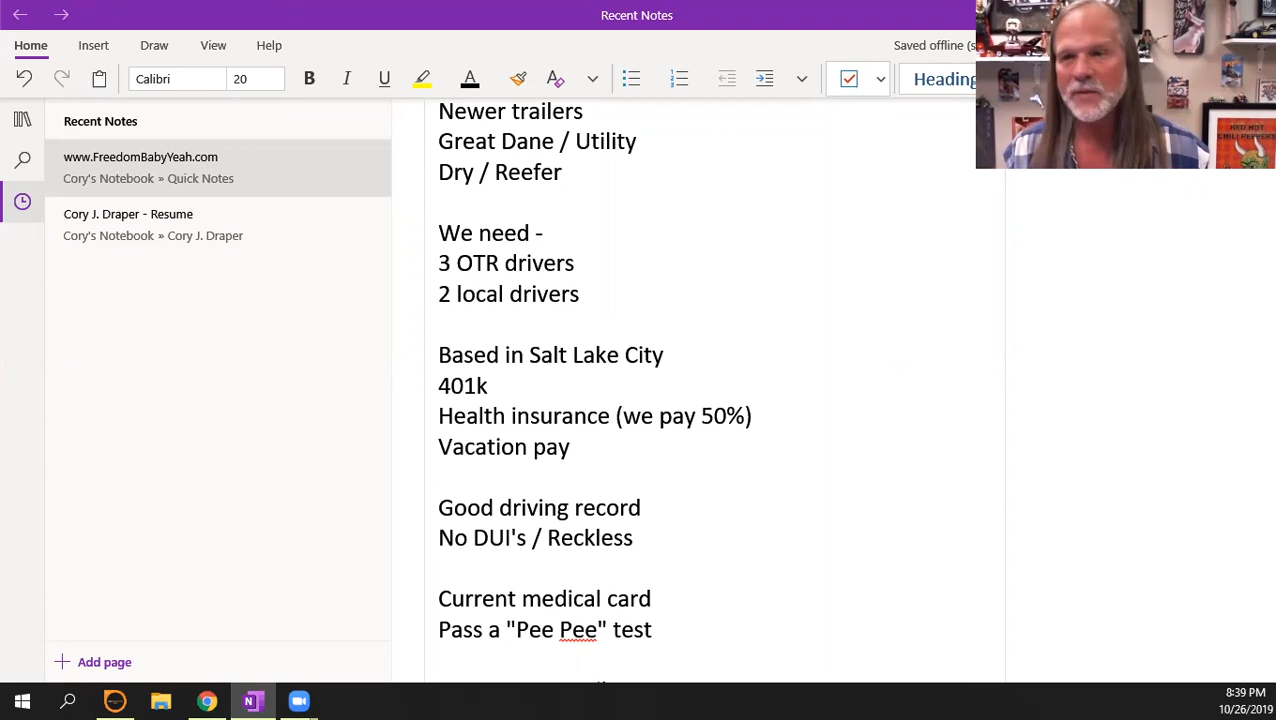 Recent Notes
Home Insert Draw View Help
Saved offline
Calibri 20 B I U A A Heading
Recent Notes
www.FreedomBabyYeah.com
Cory's Notebook » Quick Notes
Cory J. Draper - Resume
Cory's Notebook » Cory J. Draper
Add page
Newer trailers
Great Dane / Utility
Dry / Reefer
We need -
3 OTR drivers
2 local drivers
Based in Salt Lake City
401k
Health insurance (we pay 50%)
Vacation pay
Good driving record
No DUI's / Reckless
Current medical card
Pass a "Pee Pee" test
RED HOT
CHILI PEPPERS
N
8:39 PM
10/26/2019